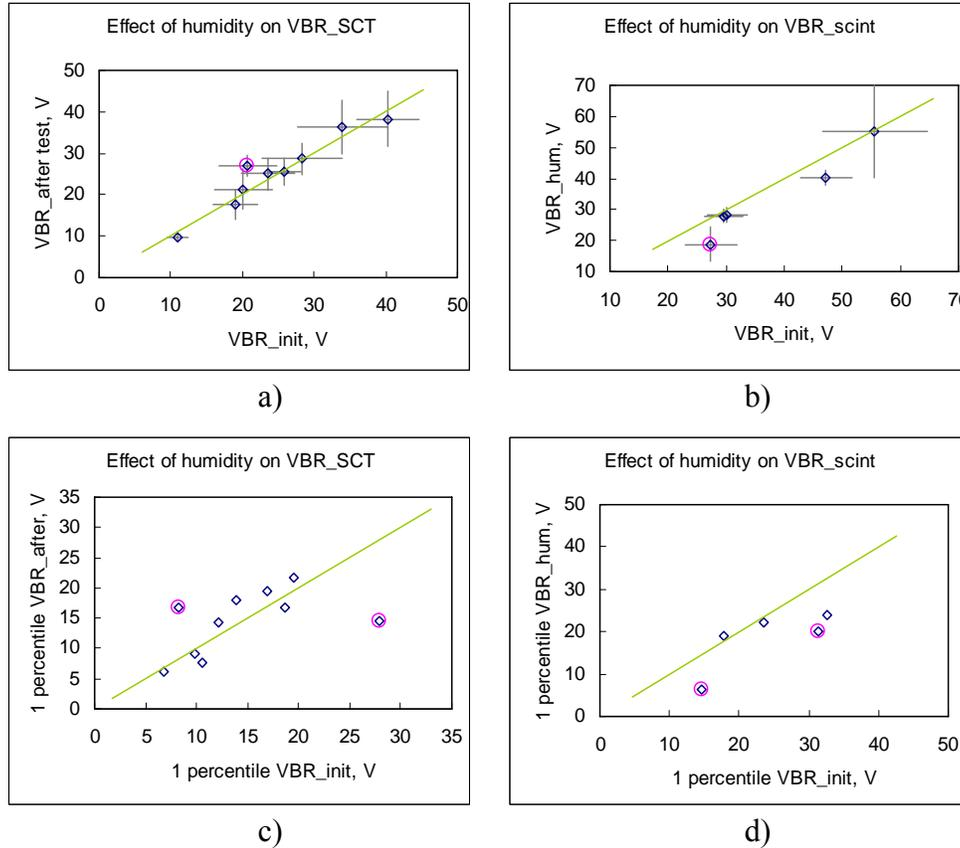 Effect of humidity on VBR_SCT
VBR_after test, V
50
40
30
20
10
0
0 10 20 30 40 50
VBR_init, V
a)
Effect of humidity on VBR_scint
VBR_hum, V
70
60
50
40
30
20
10
10 20 30 40 50 60 70
VBR_init, V
b)
Effect of humidity on VBR_SCT
1 percentile VBR_after, V
35
30
25
20
15
10
5
0
0 5 10 15 20 25 30 35
1 percentile VBR_init, V
c)
Effect of humidity on VBR_scint
1 percentile VBR_hum, V
50
40
30
20
10
0
0 10 20 30 40 50
1 percentile VBR_init, V
d)